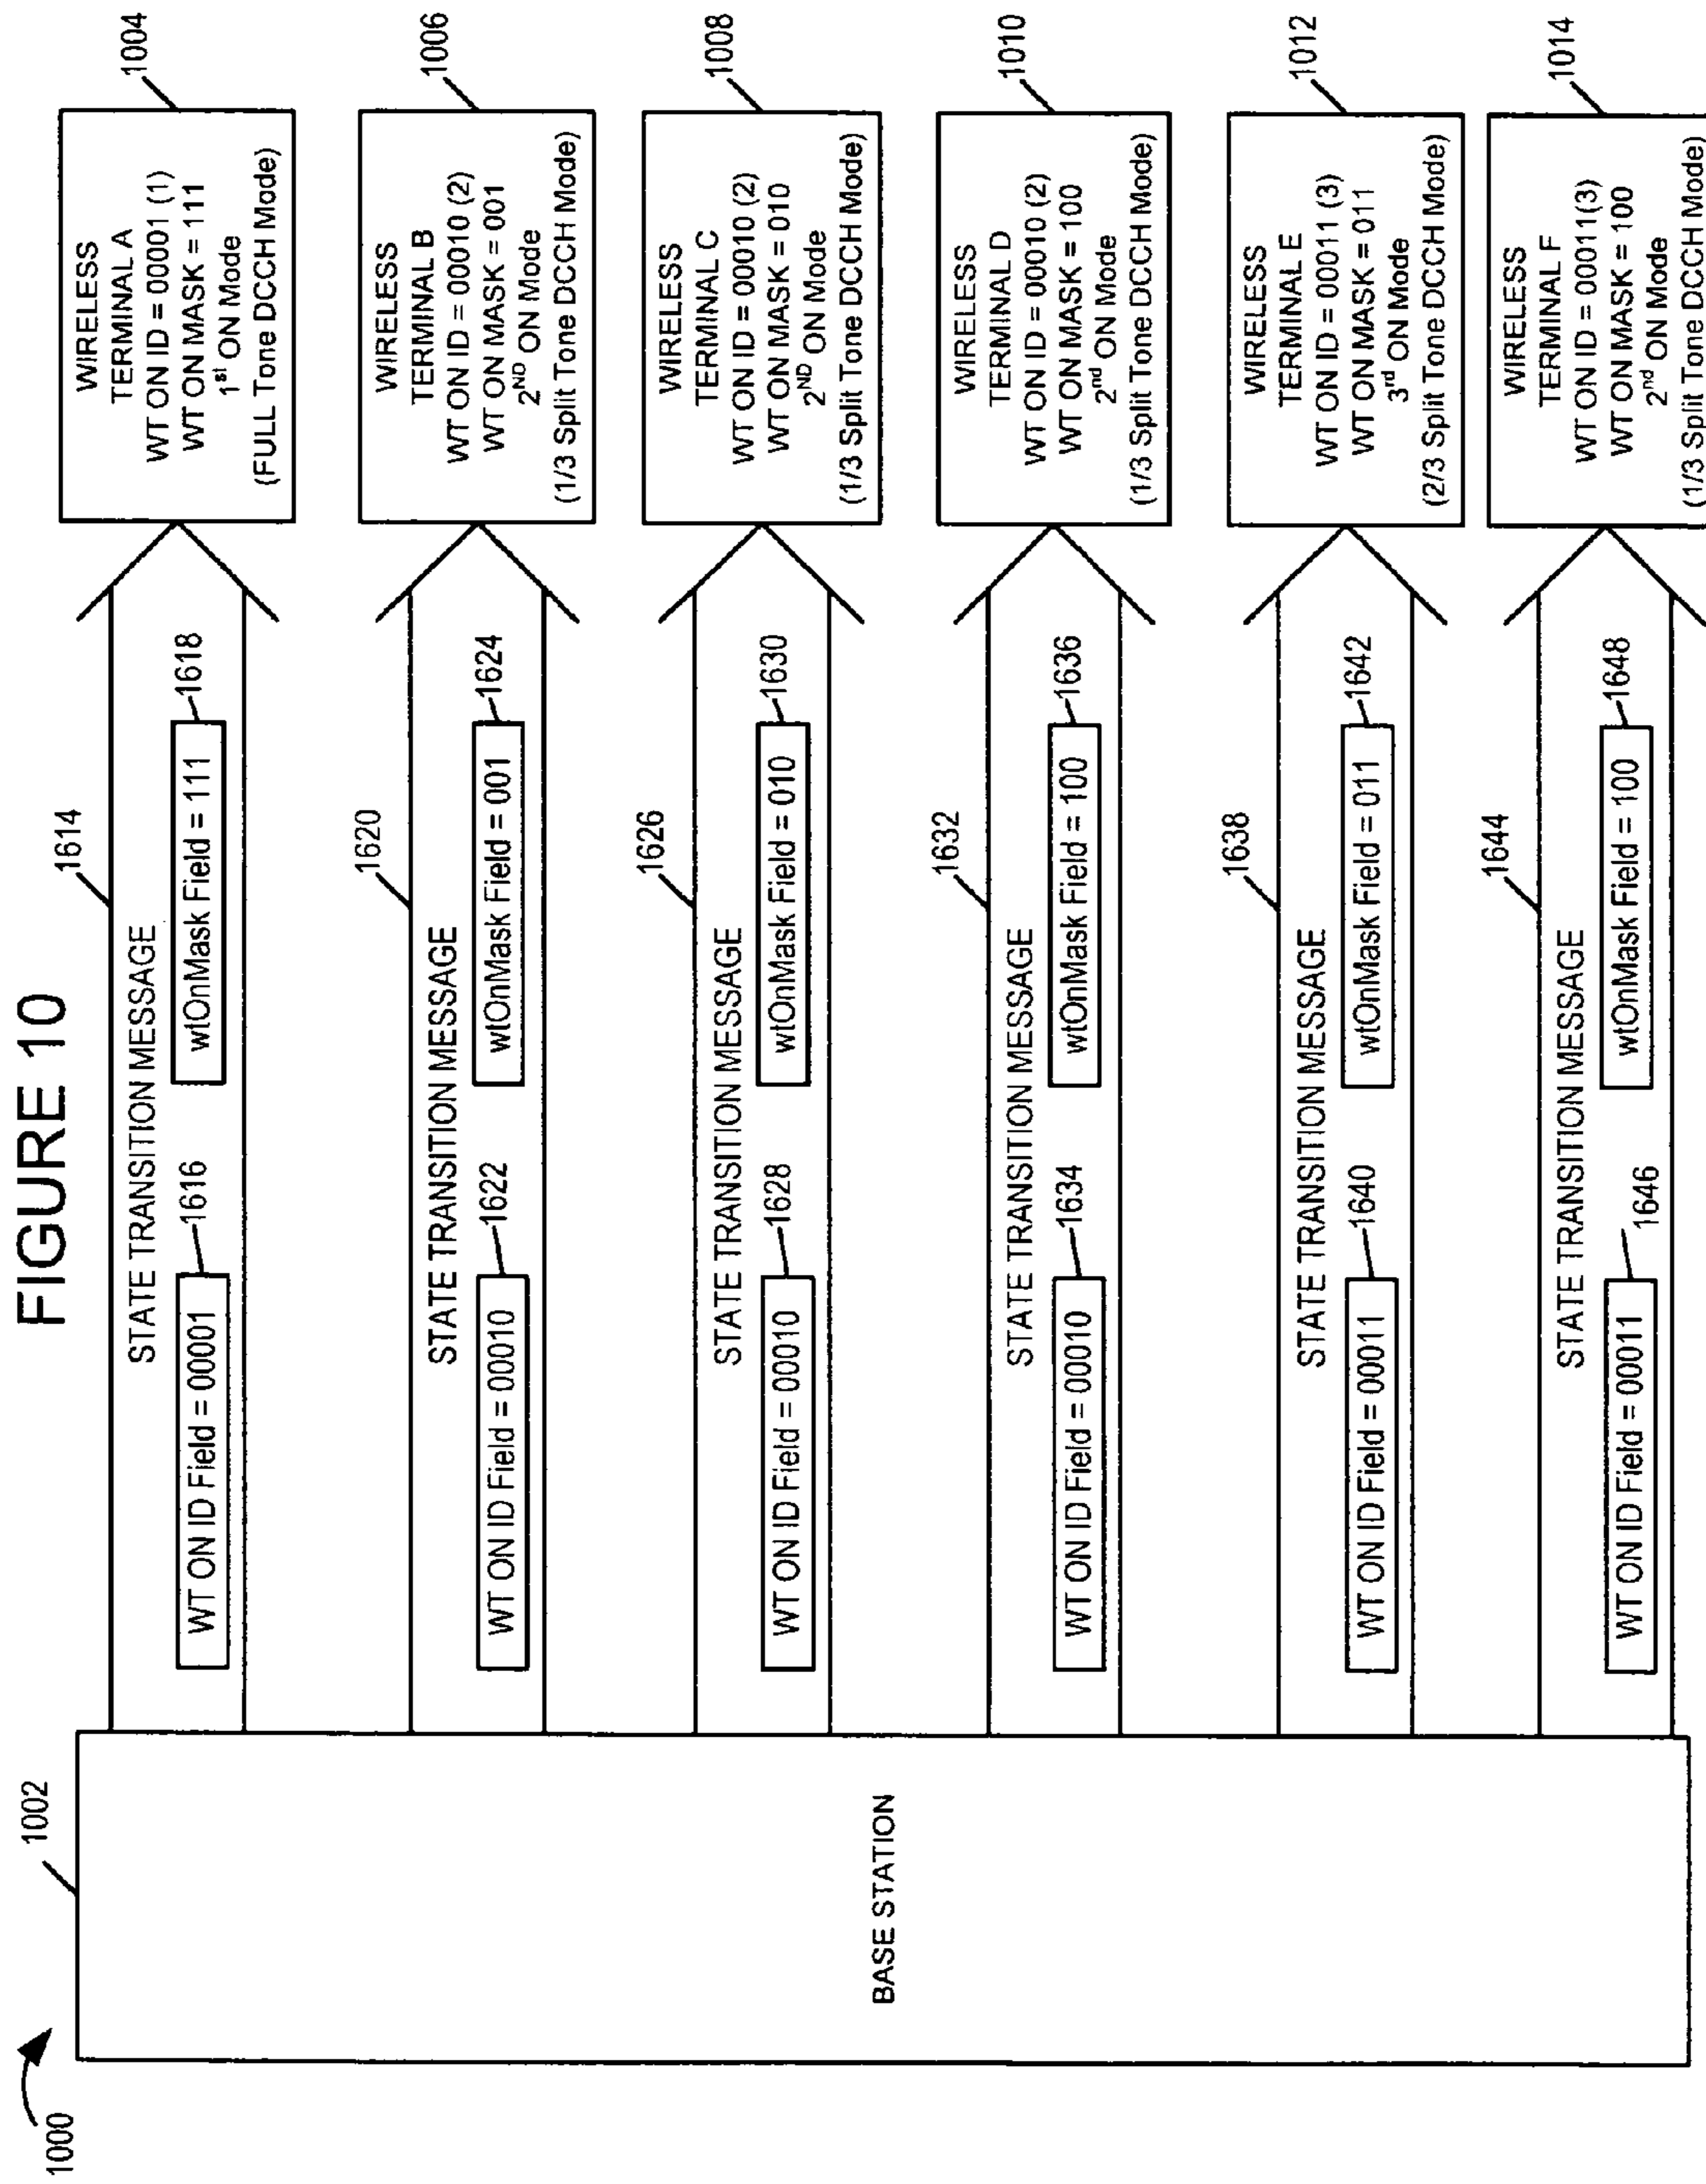 FIGURE 10
1000
1002
BASE STATION
1614
STATE TRANSITION MESSAGE
WT ON ID Field = 00001
1616
wtOnMask Field = 111
1618
WIRELESS
TERMINAL A
WT ON ID = 00001 (1)
WT ON MASK = 111
1st ON Mode
(FULL Tone DCCH Mode)
1004
1620
STATE TRANSITION MESSAGE
WT ON ID Field = 00010
1622
wtOnMask Field = 001
1624
WIRELESS
TERMINAL B
WT ON ID = 00010 (2)
WT ON MASK = 001
2ND ON Mode
(1/3 Split Tone DCCH Mode)
1006
1626
STATE TRANSITION MESSAGE
WT ON ID Field = 00010
1628
wtOnMask Field = 010
1630
WIRELESS
TERMINAL C
WT ON ID = 00010 (2)
WT ON MASK = 010
2ND ON Mode
(1/3 Split Tone DCCH Mode)
1008
1632
STATE TRANSITION MESSAGE
WT ON ID Field = 00010
1634
wtOnMask Field = 100
1636
WIRELESS
TERMINAL D
WT ON ID = 00010 (2)
WT ON MASK = 100
2nd ON Mode
(1/3 Split Tone DCCH Mode)
1010
1638
STATE TRANSITION MESSAGE
WT ON ID Field = 00011
1640
wtOnMask Field = 011
1642
WIRELESS
TERMINAL E
WT ON ID = 00011 (3)
WT ON MASK = 011
3rd ON Mode
(2/3 Split Tone DCCH Mode)
1012
1644
STATE TRANSITION MESSAGE
WT ON ID Field = 00011
1646
wtOnMask Field = 100
1648
WIRELESS
TERMINAL F
WT ON ID = 00011(3)
WT ON MASK = 100
2nd ON Mode
(1/3 Split Tone DCCH Mode)
1014